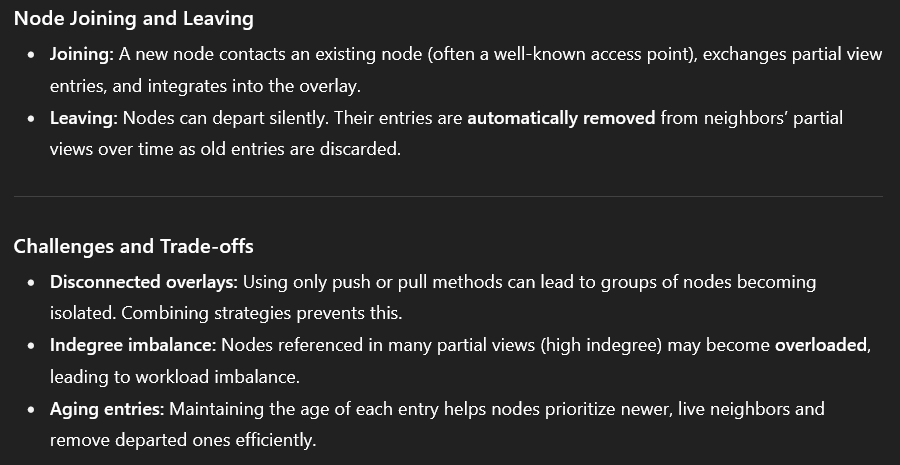 Node Joining and Leaving
• Joining: A new node contacts an existing node (often a well-known access point), exchanges partial view
entries, and integrates into the overlay.
• Leaving: Nodes can depart silently. Their entries are automatically removed from neighbors’ partial
views over time as old entries are discarded.
Challenges and Trade-offs
• Disconnected overlays: Using only push or pull methods can lead to groups of nodes becoming
isolated. Combining strategies prevents this.
• Indegree imbalance: Nodes referenced in many partial views (high indegree) may become overloaded,
leading to workload imbalance.
• Aging entries: Maintaining the age of each entry helps nodes prioritize newer, live neighbors and
remove departed ones efficiently.